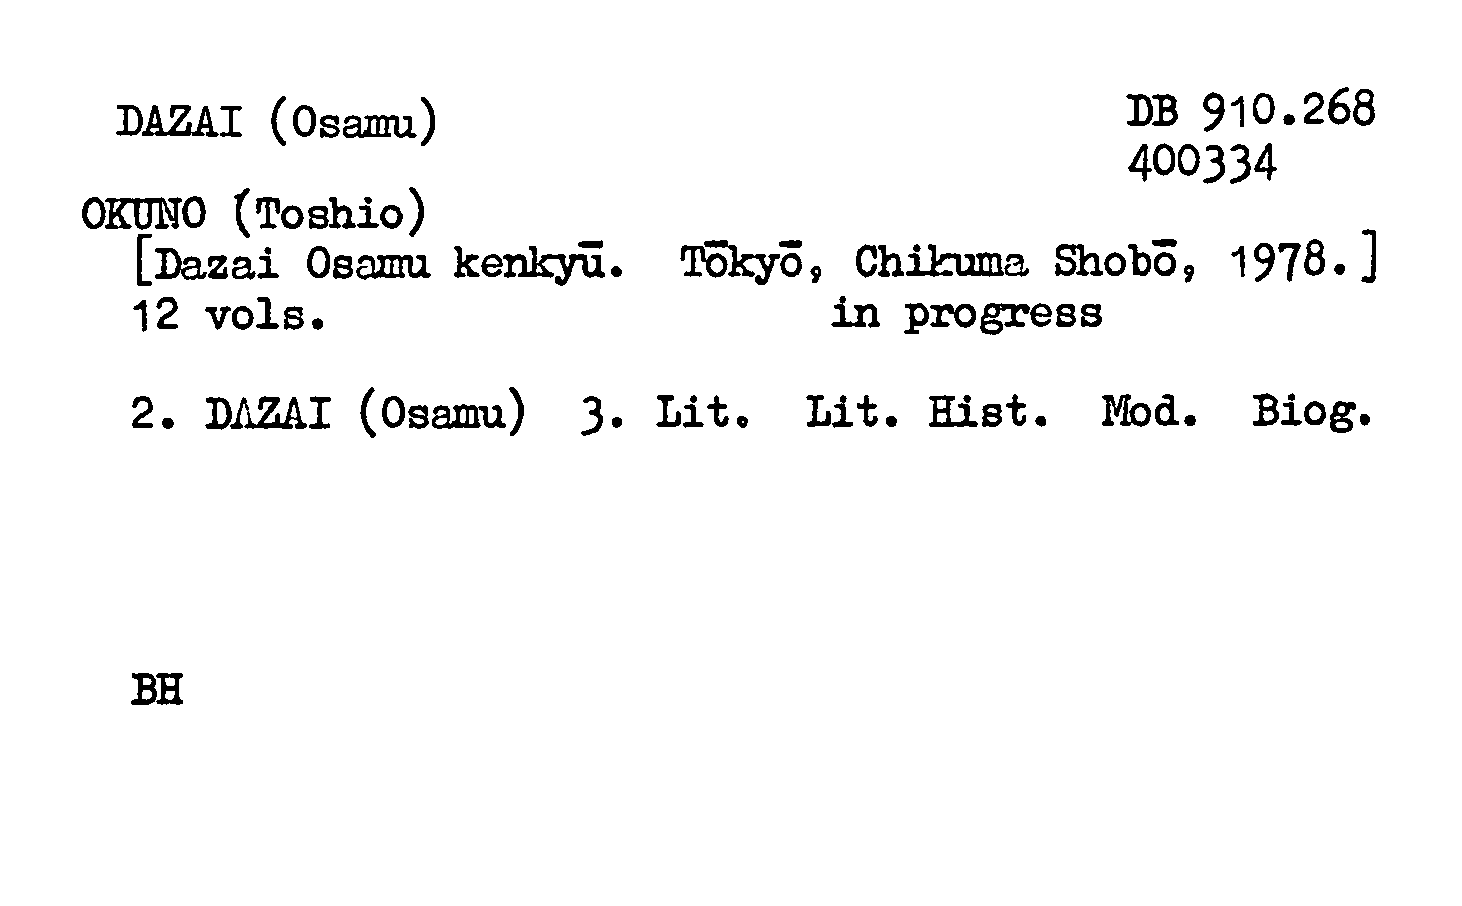 DAZAI (Osamu) DB 910.268
400334
OKUNO (Toshio)
[Dazai Osamu kenkyū. Tōkyō, Chikuma Shobō, 1978.]
12 vols. in progress
2. DAZAI (Osamu) 3. Lit. Lit. Hist. Mod. Biog.
BH